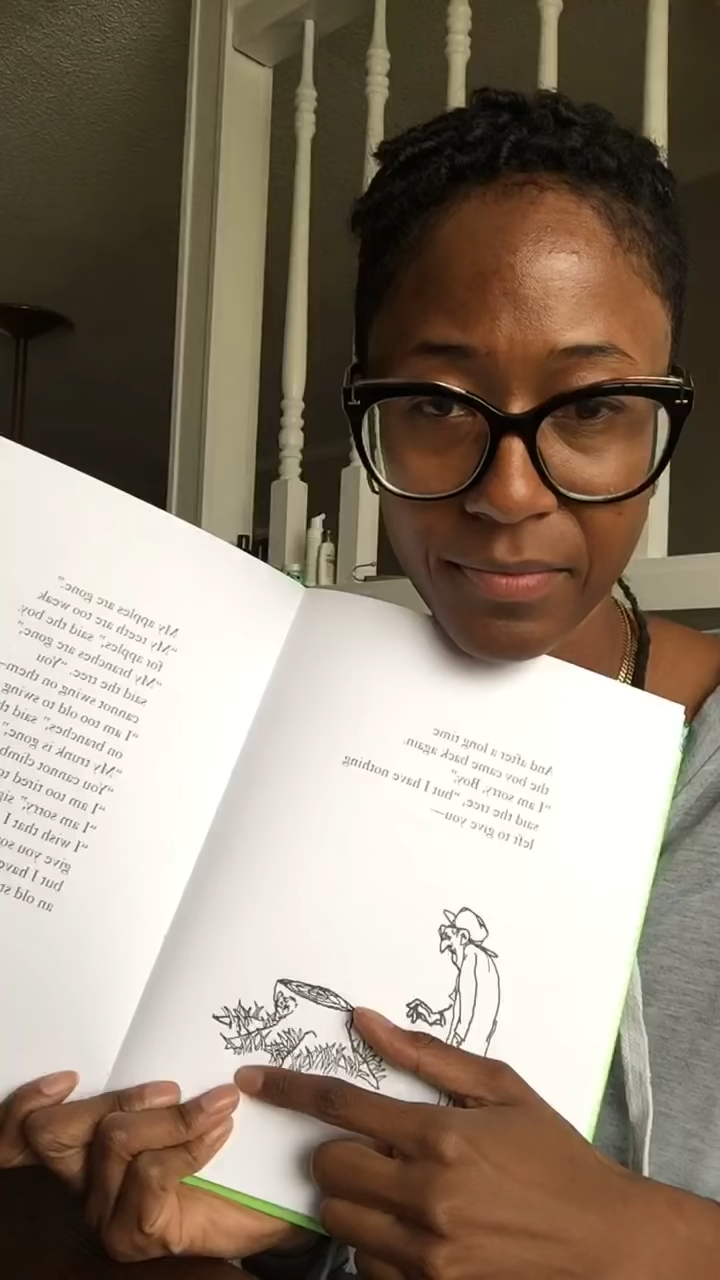 And after a long time
the boy came back again.
"I am sorry, Boy,"
said the tree, "but I have nothing
left to give you—
My apples are gone."
"My teeth are too weak
for apples," said the boy.
"My branches are gone,"
said the tree. "You
cannot swing on them—
"I am too old to swing
on branches," said
"My trunk is gone,"
"You cannot climb
"I am too tired
"I am sorry,"
"I wish that I
give you
but I have
an old